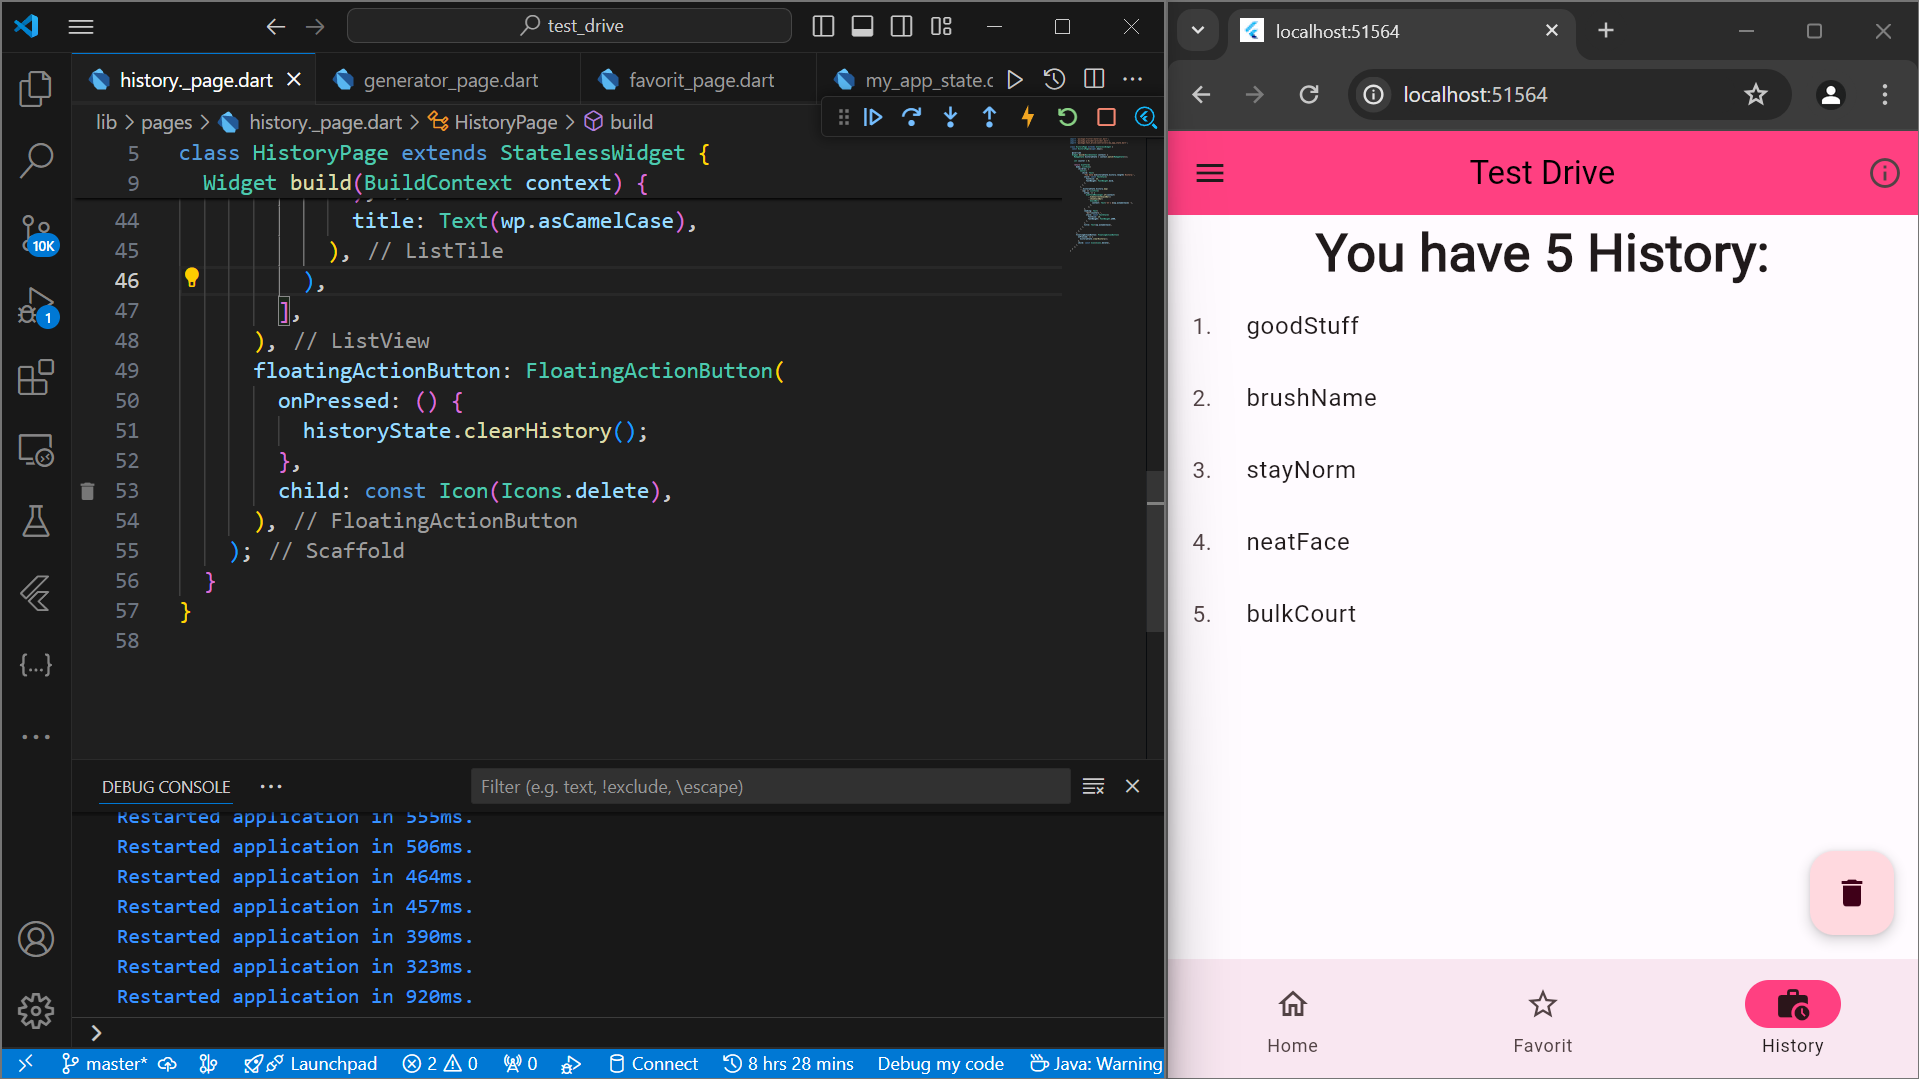 test_drive
history._page.dart
generator_page.dart
favorit_page.dart
my_app_state.c
lib > pages > history._page.dart > HistoryPage > build
5 class HistoryPage extends StatelessWidget {
9 Widget build(BuildContext context) {
44 title: Text(wp.asCamelCase),
45 ), // ListTile
46 ),
47 ],
48 ), // ListView
49 floatingActionButton: FloatingActionButton(
50 onPressed: () {
51 historyState.clearHistory();
52 },
53 child: const Icon(Icons.delete),
54 ), // FloatingActionButton
55 ); // Scaffold
56 }
57 }
58
10K
1
DEBUG CONSOLE
Filter (e.g. text, !exclude, \escape)
Restarted application in 555ms.
Restarted application in 506ms.
Restarted application in 464ms.
Restarted application in 457ms.
Restarted application in 390ms.
Restarted application in 323ms.
Restarted application in 920ms.
master* Launchpad 2 0 0 Connect 8 hrs 28 mins Debug my code Java: Warning
localhost:51564
localhost:51564
Test Drive
You have 5 History:
1. goodStuff
2. brushName
3. stayNorm
4. neatFace
5. bulkCourt
Home
Favorit
History